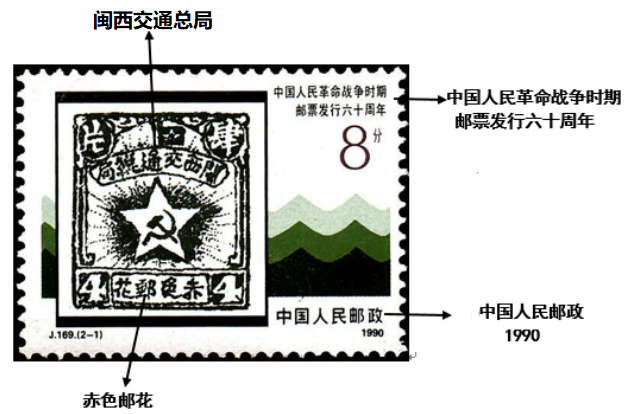 闽西交通总局
中国人民革命战争时期
邮票发行六十周年
8分
片 肆
局總通交西閩
4 花郵色赤 4
中国人民邮政
J.169.(2-1) 1990
中国人民革命战争时期
邮票发行六十周年
中国人民邮政
1990
赤色邮花